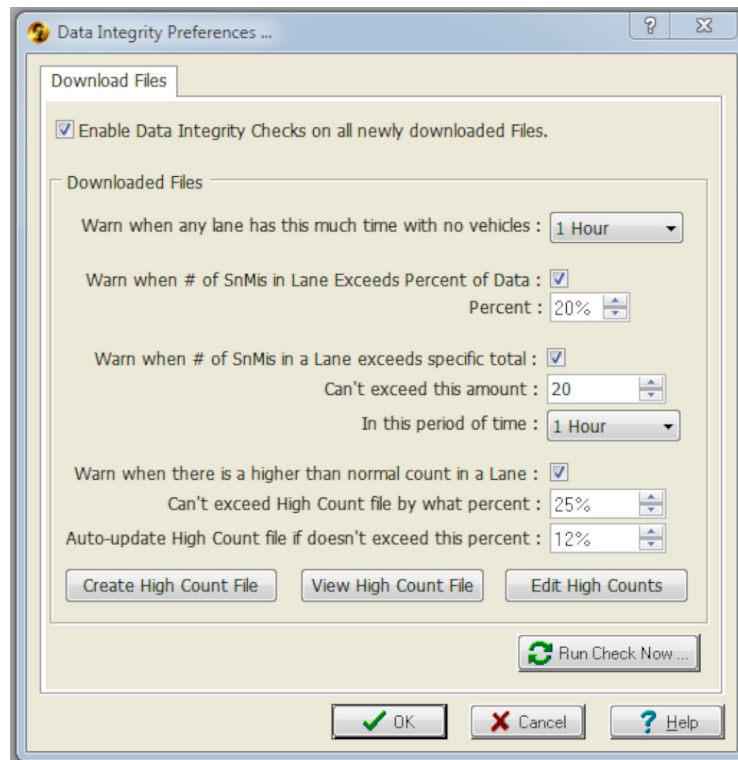 Data Integrity Preferences ...
Download Files
Enable Data Integrity Checks on all newly downloaded Files.
Downloaded Files
Warn when any lane has this much time with no vehicles : 1 Hour
Warn when # of SnMis in Lane Exceeds Percent of Data :
Percent : 20%
Warn when # of SnMis in a Lane exceeds specific total :
Can't exceed this amount : 20
In this period of time : 1 Hour
Warn when there is a higher than normal count in a Lane :
Can't exceed High Count file by what percent : 25%
Auto-update High Count file if doesn't exceed this percent : 12%
Create High Count File View High Count File Edit High Counts
Run Check Now ...
OK Cancel Help